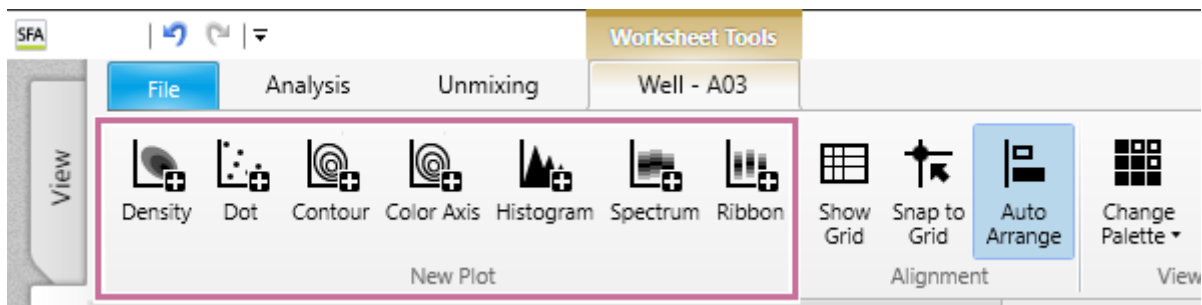 SFA
Worksheet Tools
File Analysis Unmixing Well - A03
View
Density Dot Contour Color Axis Histogram Spectrum Ribbon
New Plot
Show
Grid
Snap to
Grid
Auto
Arrange
Alignment
Change
Palette
View